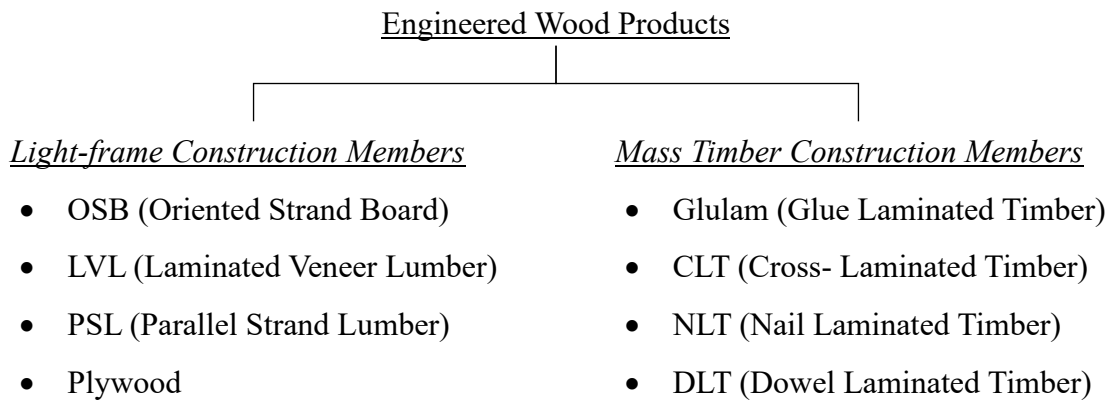 Engineered Wood Products
Light-frame Construction Members
• OSB (Oriented Strand Board)
• LVL (Laminated Veneer Lumber)
• PSL (Parallel Strand Lumber)
• Plywood
Mass Timber Construction Members
• Glulam (Glue Laminated Timber)
• CLT (Cross- Laminated Timber)
• NLT (Nail Laminated Timber)
• DLT (Dowel Laminated Timber)